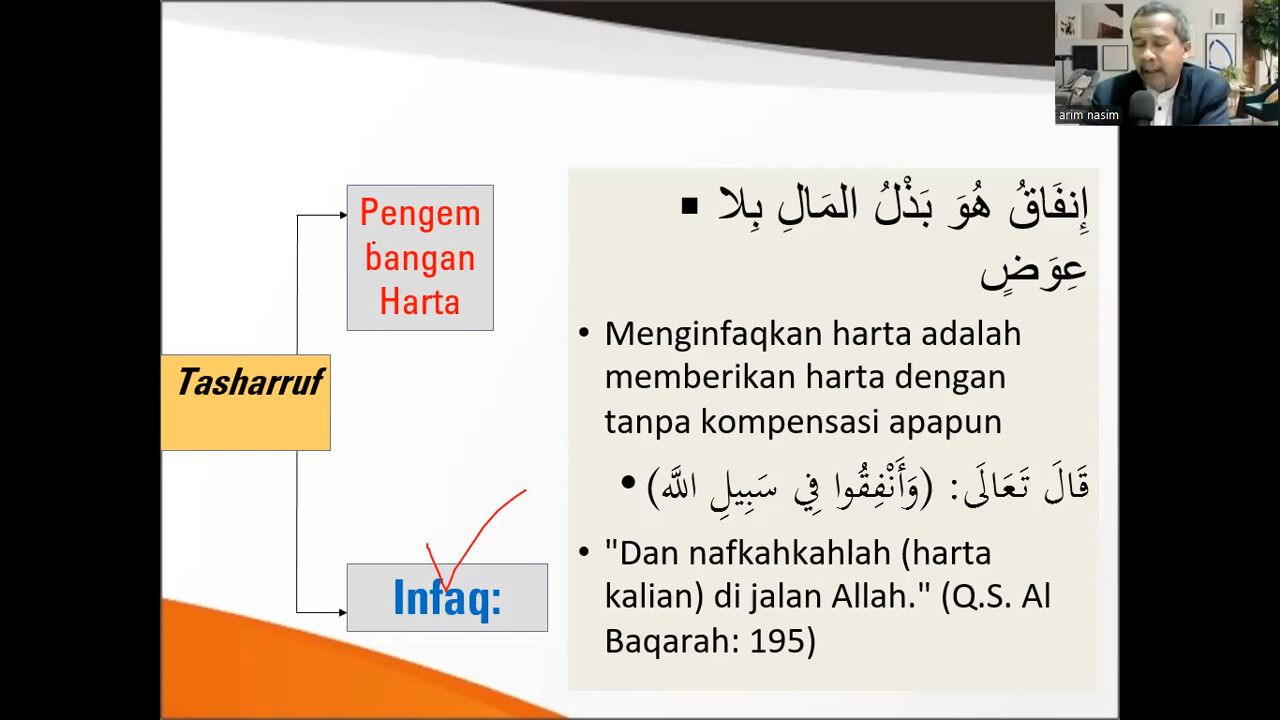 arim nasim
Pengem
bangan
Harta
Tasharruf
Infaq:
إِنفَاقُ هُوَ بَذْلُ المَالِ بِلا ▪
عِوَضٍ
• Menginfaqkan harta adalah
memberikan harta dengan
tanpa kompensasi apapun
قَالَ تَعَالَى: (وَأَنْفِقُوا فِي سَبِيلِ اللَّه) •
• "Dan nafkahkahlah (harta
kalian) di jalan Allah." (Q.S. Al
Baqarah: 195)